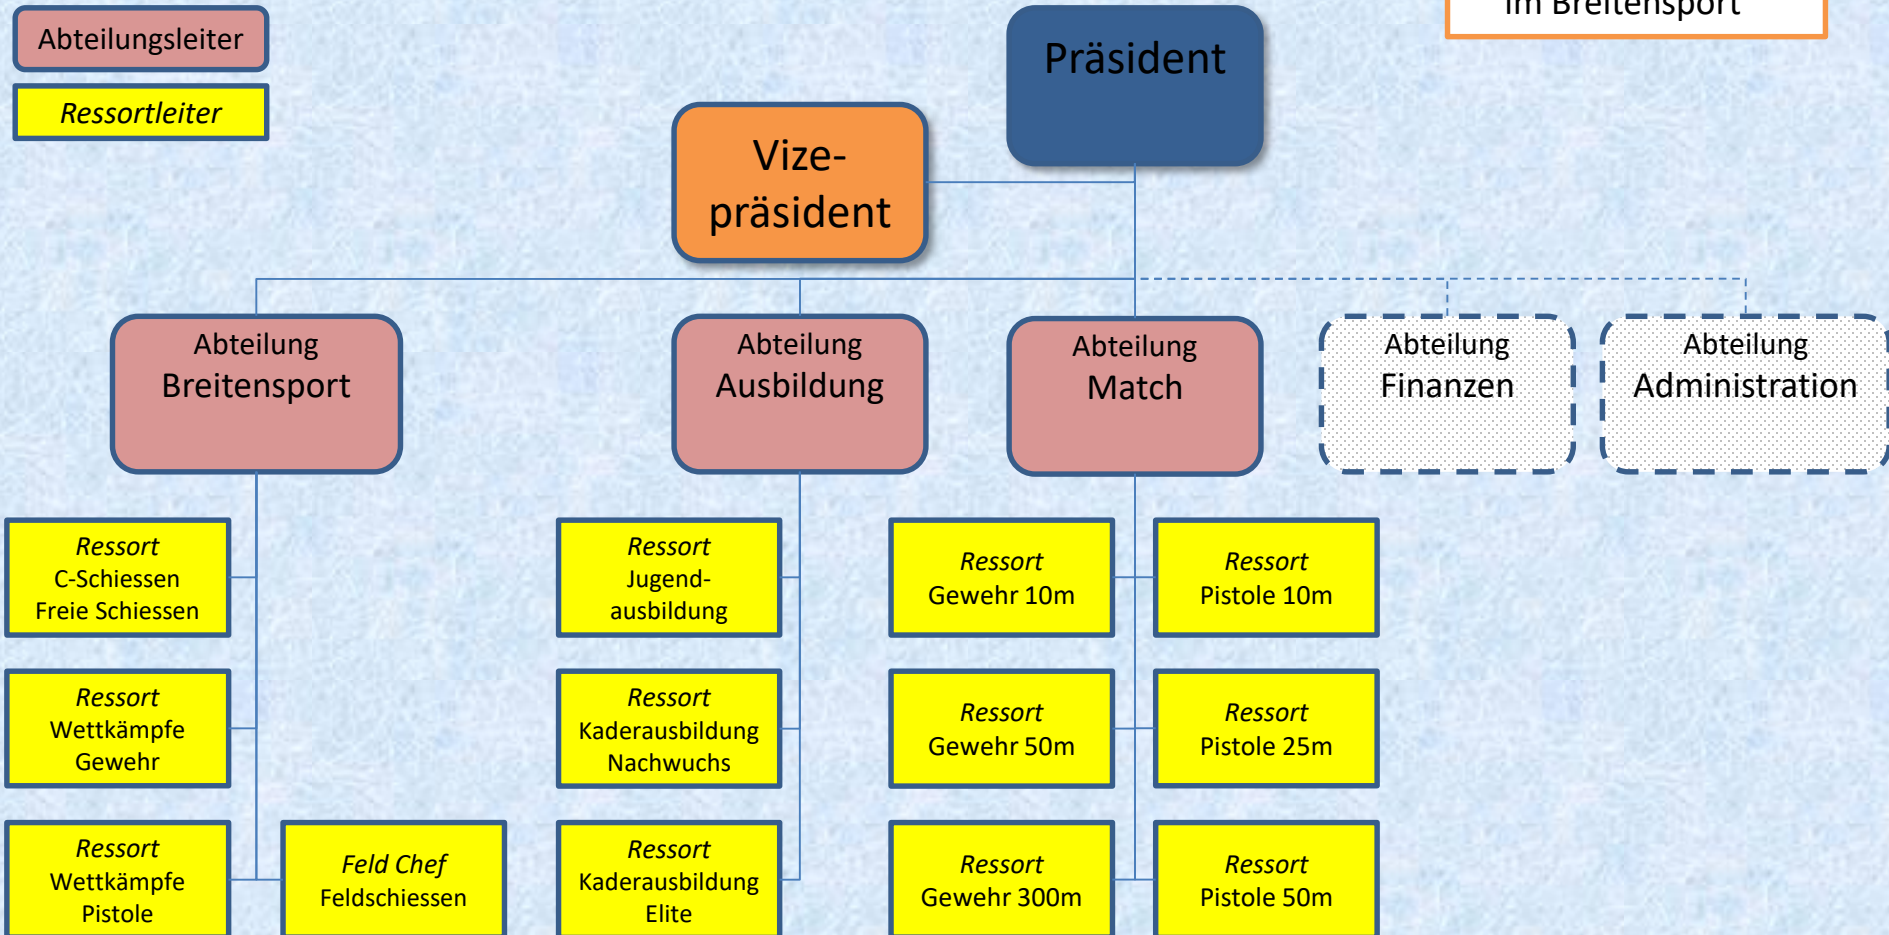 im Breitensport
Abteilungsleiter
Ressortleiter
Präsident
Vize-
präsident
Abteilung
Breitensport
Abteilung
Ausbildung
Abteilung
Match
Abteilung
Finanzen
Abteilung
Administration
Ressort
C-Schiessen
Freie Schiessen
Ressort
Jugend-
ausbildung
Ressort
Gewehr 10m
Ressort
Pistole 10m
Ressort
Wettkämpfe
Gewehr
Ressort
Kaderausbildung
Nachwuchs
Ressort
Gewehr 50m
Ressort
Pistole 25m
Ressort
Wettkämpfe
Pistole
Feld Chef
Feldschiessen
Ressort
Kaderausbildung
Elite
Ressort
Gewehr 300m
Ressort
Pistole 50m